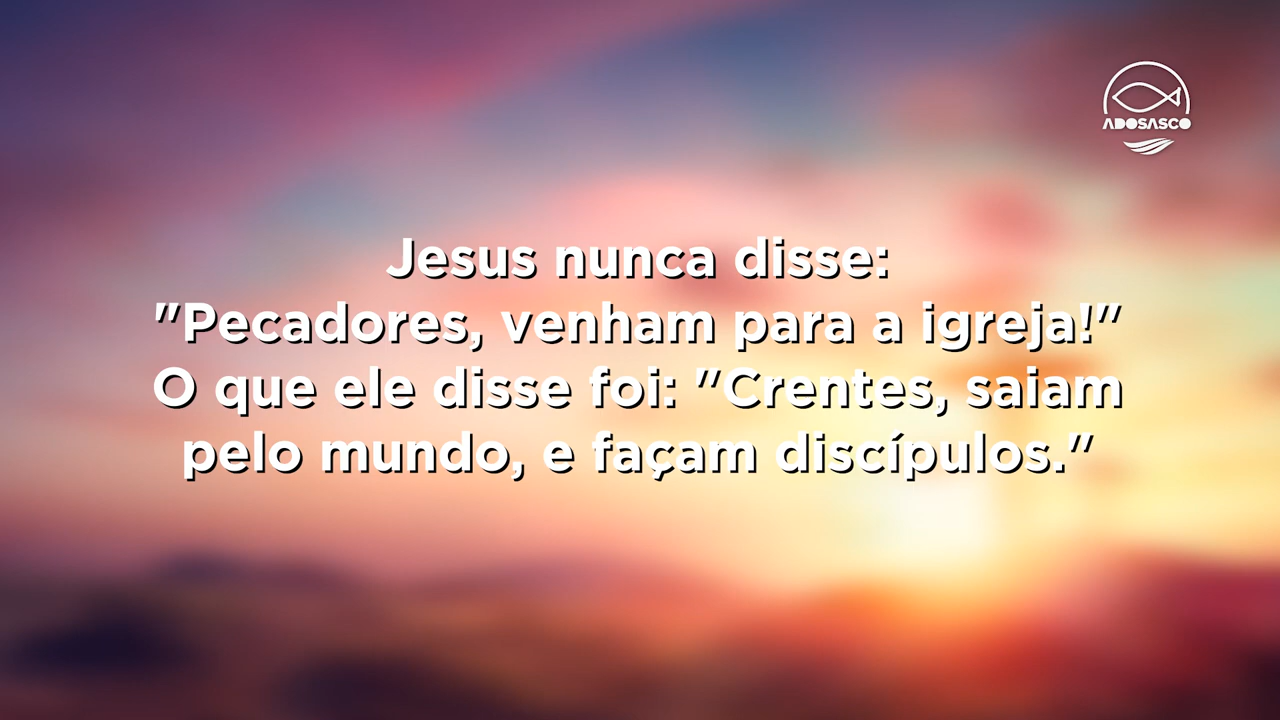 ADOSASCO
Jesus nunca disse:
"Pecadores, venham para a igreja!"
O que ele disse foi: "Crentes, saiam
pelo mundo, e façam discípulos."